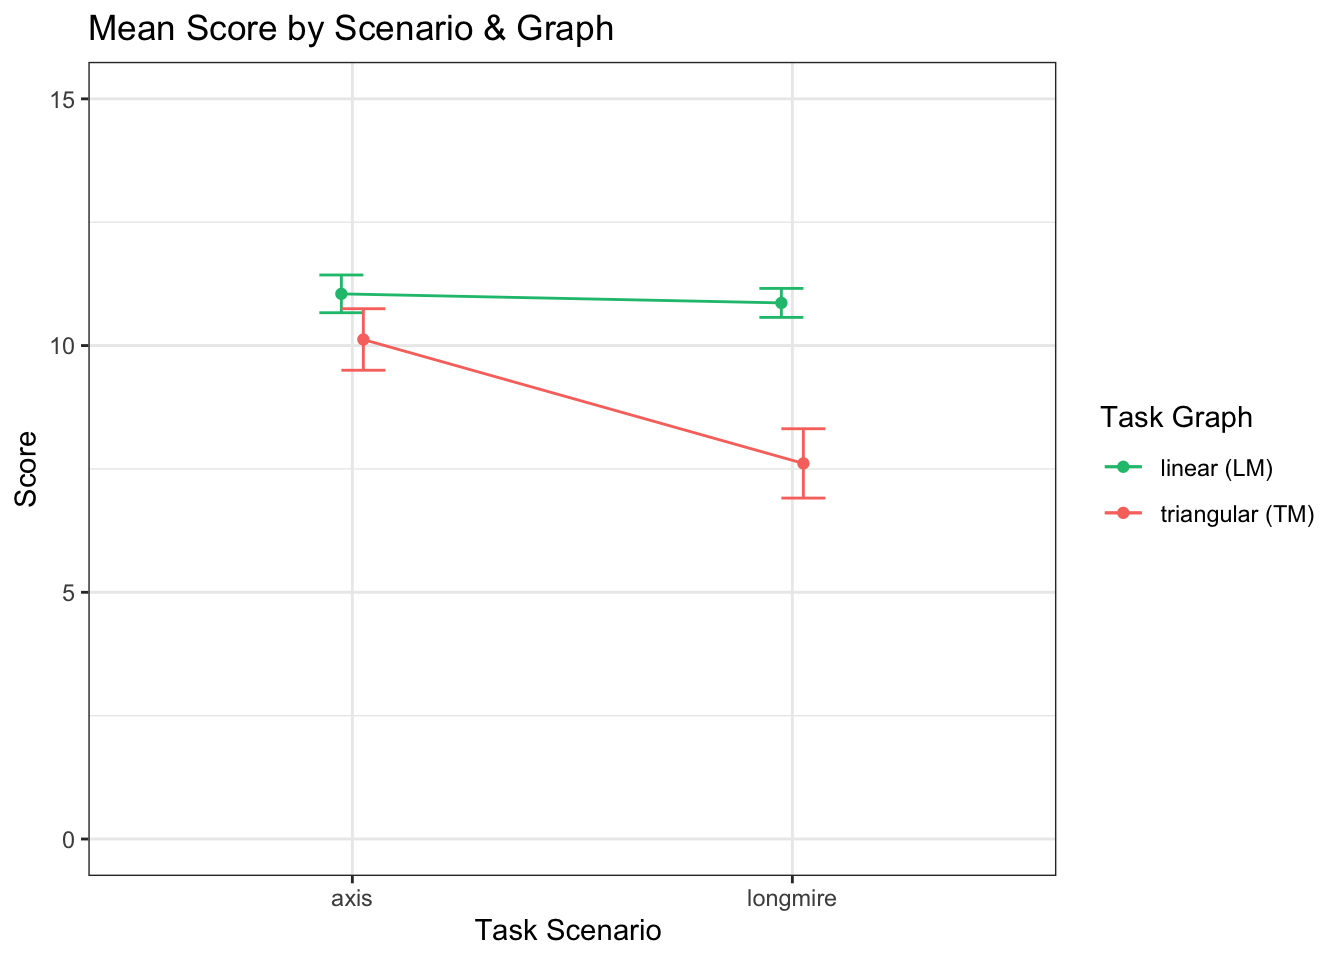 Mean Score by Scenario & Graph
15
10
5
0
Score
axis
longmire
Task Scenario
Task Graph
linear (LM)
triangular (TM)